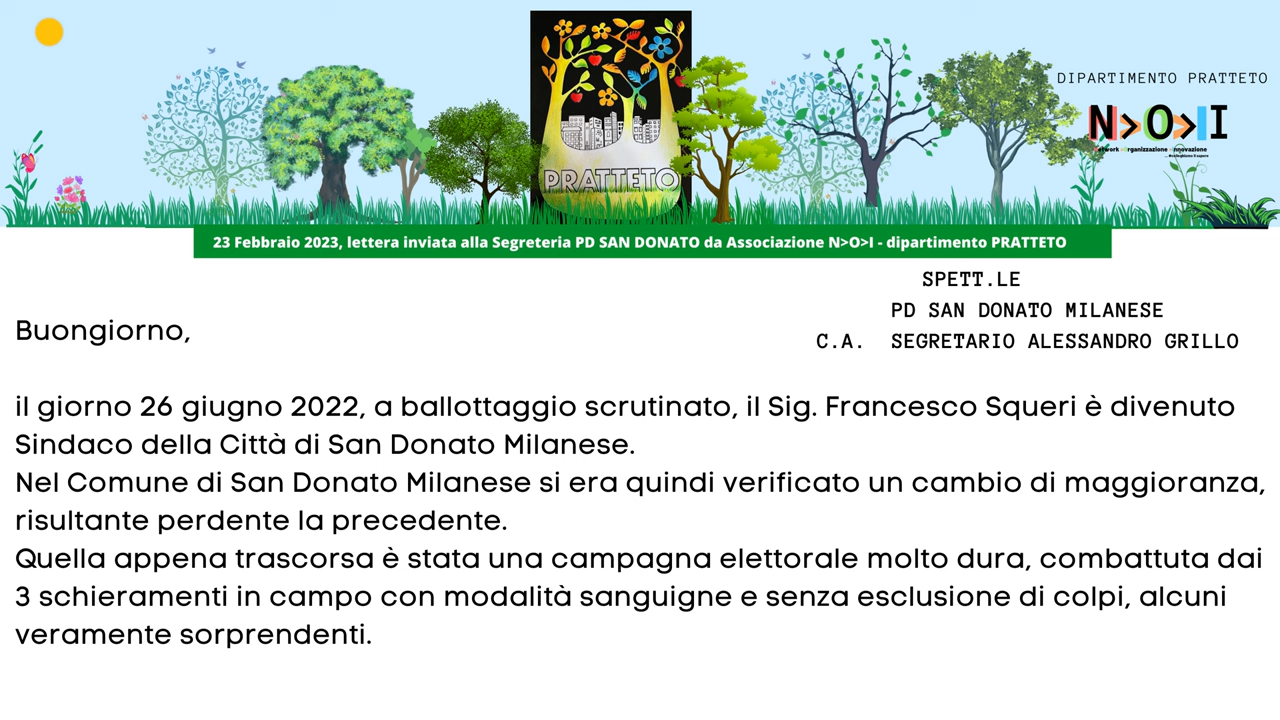 DIPARTIMENTO PRATTETO
N>O>I
Network Organizzazione Innovazione
PRATTETO
23 Febbraio 2023, lettera inviata alla Segreteria PD SAN DONATO da Associazione N>O>I - dipartimento PRATTETO
SPETT.LE
PD SAN DONATO MILANESE
C.A. SEGRETARIO ALESSANDRO GRILLO
Buongiorno,
il giorno 26 giugno 2022, a ballottaggio scrutinato, il Sig. Francesco Squeri è divenuto
Sindaco della Città di San Donato Milanese.
Nel Comune di San Donato Milanese si era quindi verificato un cambio di maggioranza,
risultante perdente la precedente.
Quella appena trascorsa è stata una campagna elettorale molto dura, combattuta dai
3 schieramenti in campo con modalità sanguigne e senza esclusione di colpi, alcuni
veramente sorprendenti.